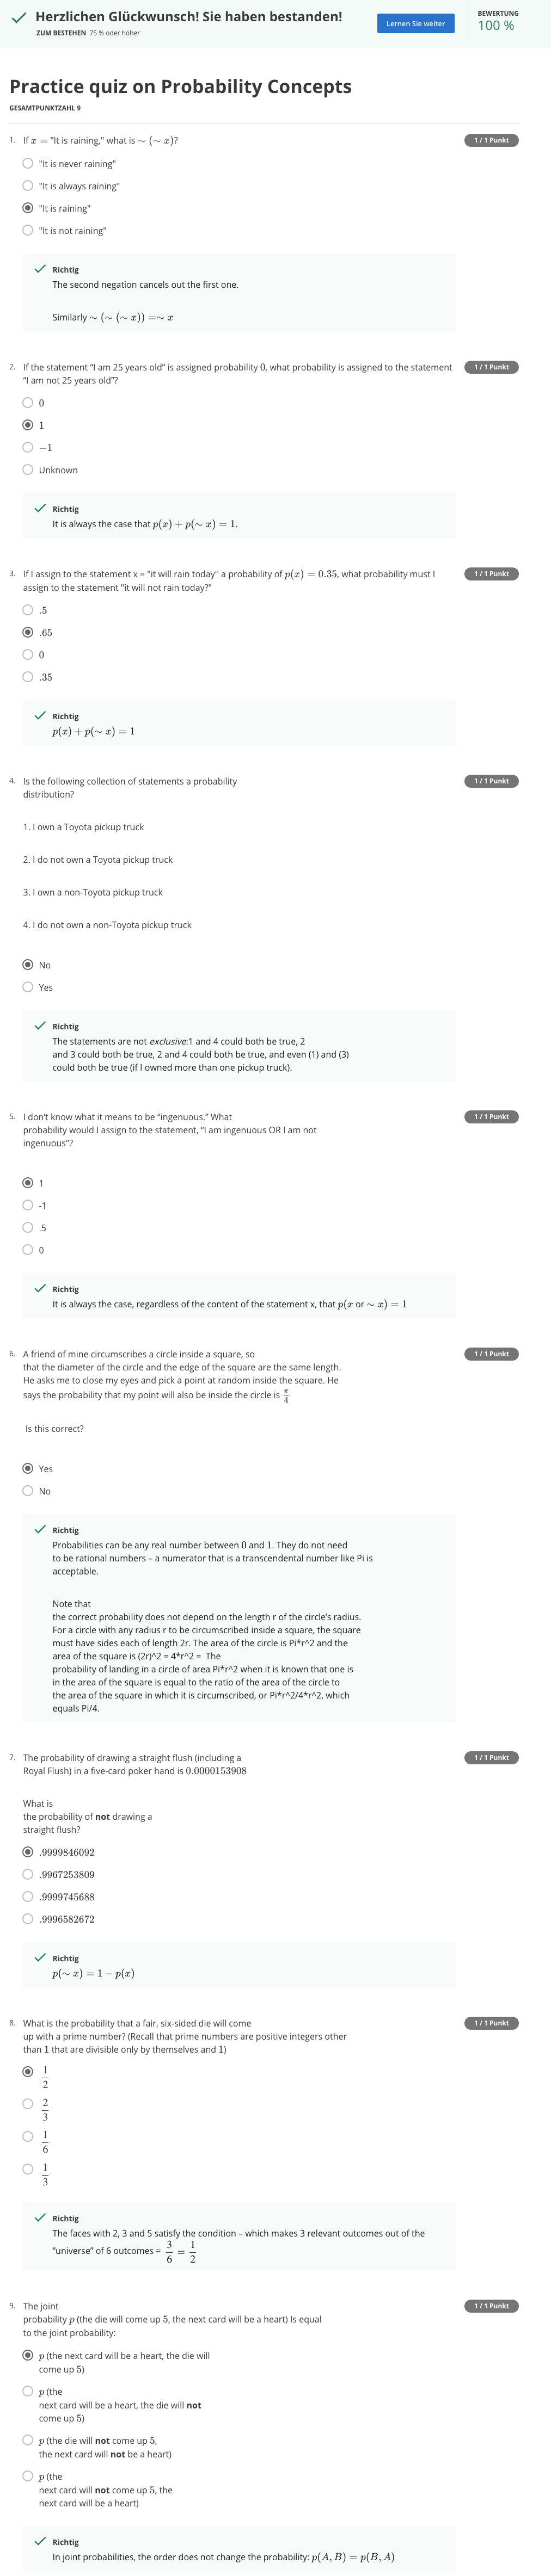 Herzlichen Glückwunsch! Sie haben bestanden!
ZUM BESTEHEN 75 % oder höher
Lernen Sie weiter
BEWERTUNG
100 %
Practice quiz on Probability Concepts
GESAMTPUNKTZAHL 9
1. If x = "It is raining," what is ∼ (∼ x)?
1 / 1 Punkt
"It is never raining"
"It is always raining"
"It is raining"
"It is not raining"
Richtig
The second negation cancels out the first one.
Similarly ∼ (∼ (∼ x)) =∼ x
2. If the statement “I am 25 years old” is assigned probability 0, what probability is assigned to the statement
“I am not 25 years old”?
1 / 1 Punkt
0
1
−1
Unknown
Richtig
It is always the case that p(x) + p(∼ x) = 1.
3. If I assign to the statement x = "it will rain today" a probability of p(x) = 0.35, what probability must I
assign to the statement "it will not rain today?"
1 / 1 Punkt
.5
.65
0
.35
Richtig
p(x) + p(∼ x) = 1
4. Is the following collection of statements a probability
distribution?
1 / 1 Punkt
1. I own a Toyota pickup truck
2. I do not own a Toyota pickup truck
3. I own a non-Toyota pickup truck
4. I do not own a non-Toyota pickup truck
No
Yes
Richtig
The statements are not exclusive:1 and 4 could both be true, 2
and 3 could both be true, 2 and 4 could both be true, and even (1) and (3)
could both be true (if I owned more than one pickup truck).
5. I don’t know what it means to be “ingenuous.” What
probability would I assign to the statement, “I am ingenuous OR I am not
ingenuous"?
1 / 1 Punkt
1
-1
.5
0
Richtig
It is always the case, regardless of the content of the statement x, that p(x or ∼ x) = 1
6. A friend of mine circumscribes a circle inside a square, so
that the diameter of the circle and the edge of the square are the same length.
He asks me to close my eyes and pick a point at random inside the square. He
says the probability that my point will also be inside the circle is π/4
1 / 1 Punkt
Is this correct?
Yes
No
Richtig
Probabilities can be any real number between 0 and 1. They do not need
to be rational numbers – a numerator that is a transcendental number like Pi is
acceptable.
Note that
the correct probability does not depend on the length r of the circle’s radius.
For a circle with any radius r to be circumscribed inside a square, the square
must have sides each of length 2r. The area of the circle is Pi*r^2 and the
area of the square is (2r)^2 = 4*r^2 = The
probability of landing in a circle of area Pi*r^2 when it is known that one is
in the area of the square is equal to the ratio of the area of the circle to
the area of the square in which it is circumscribed, or Pi*r^2/4*r^2, which
equals Pi/4.
7. The probability of drawing a straight flush (including a
Royal Flush) in a five-card poker hand is 0.0000153908
1 / 1 Punkt
What is
the probability of not drawing a
straight flush?
.9999846092
.9967253809
.9999745688
.9996582672
Richtig
p(∼ x) = 1 − p(x)
8. What is the probability that a fair, six-sided die will come
up with a prime number? (Recall that prime numbers are positive integers other
than 1 that are divisible only by themselves and 1)
1 / 1 Punkt
1/2
2/3
1/6
1/3
Richtig
The faces with 2, 3 and 5 satisfy the condition – which makes 3 relevant outcomes out of the
“universe” of 6 outcomes = 3/6 = 1/2
9. The joint
probability p (the die will come up 5, the next card will be a heart) Is equal
to the joint probability:
1 / 1 Punkt
p (the next card will be a heart, the die will
come up 5)
p (the
next card will be a heart, the die will not
come up 5)
p (the die will not come up 5,
the next card will not be a heart)
p (the
next card will not come up 5, the
next card will be a heart)
Richtig
In joint probabilities, the order does not change the probability: p(A, B) = p(B, A)